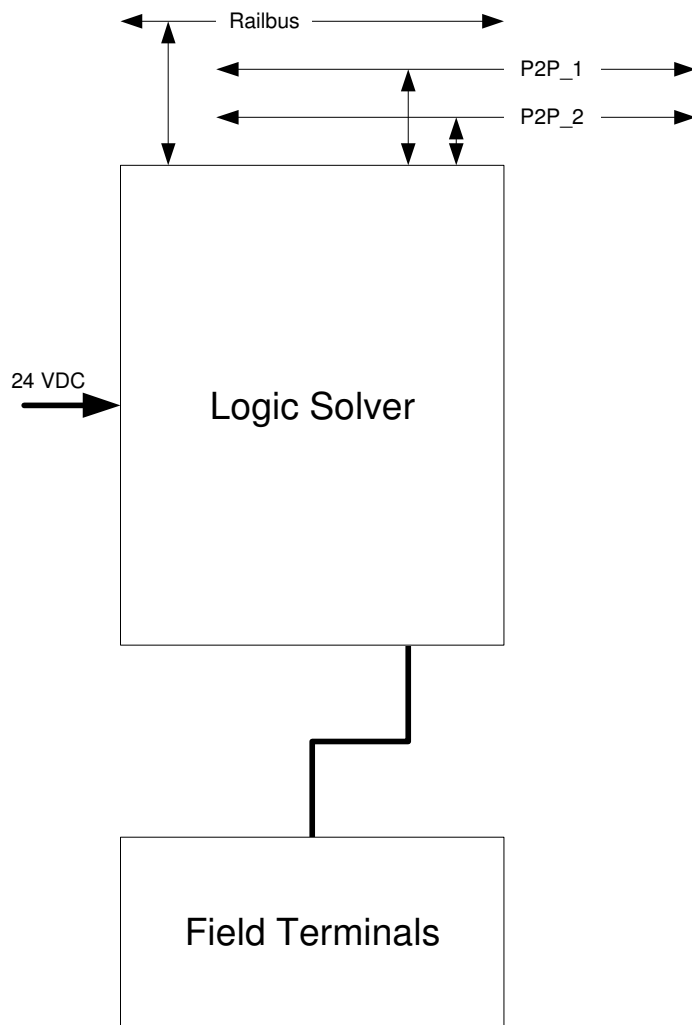 Railbus
P2P_1
P2P_2
24 VDC
Logic Solver
Field Terminals